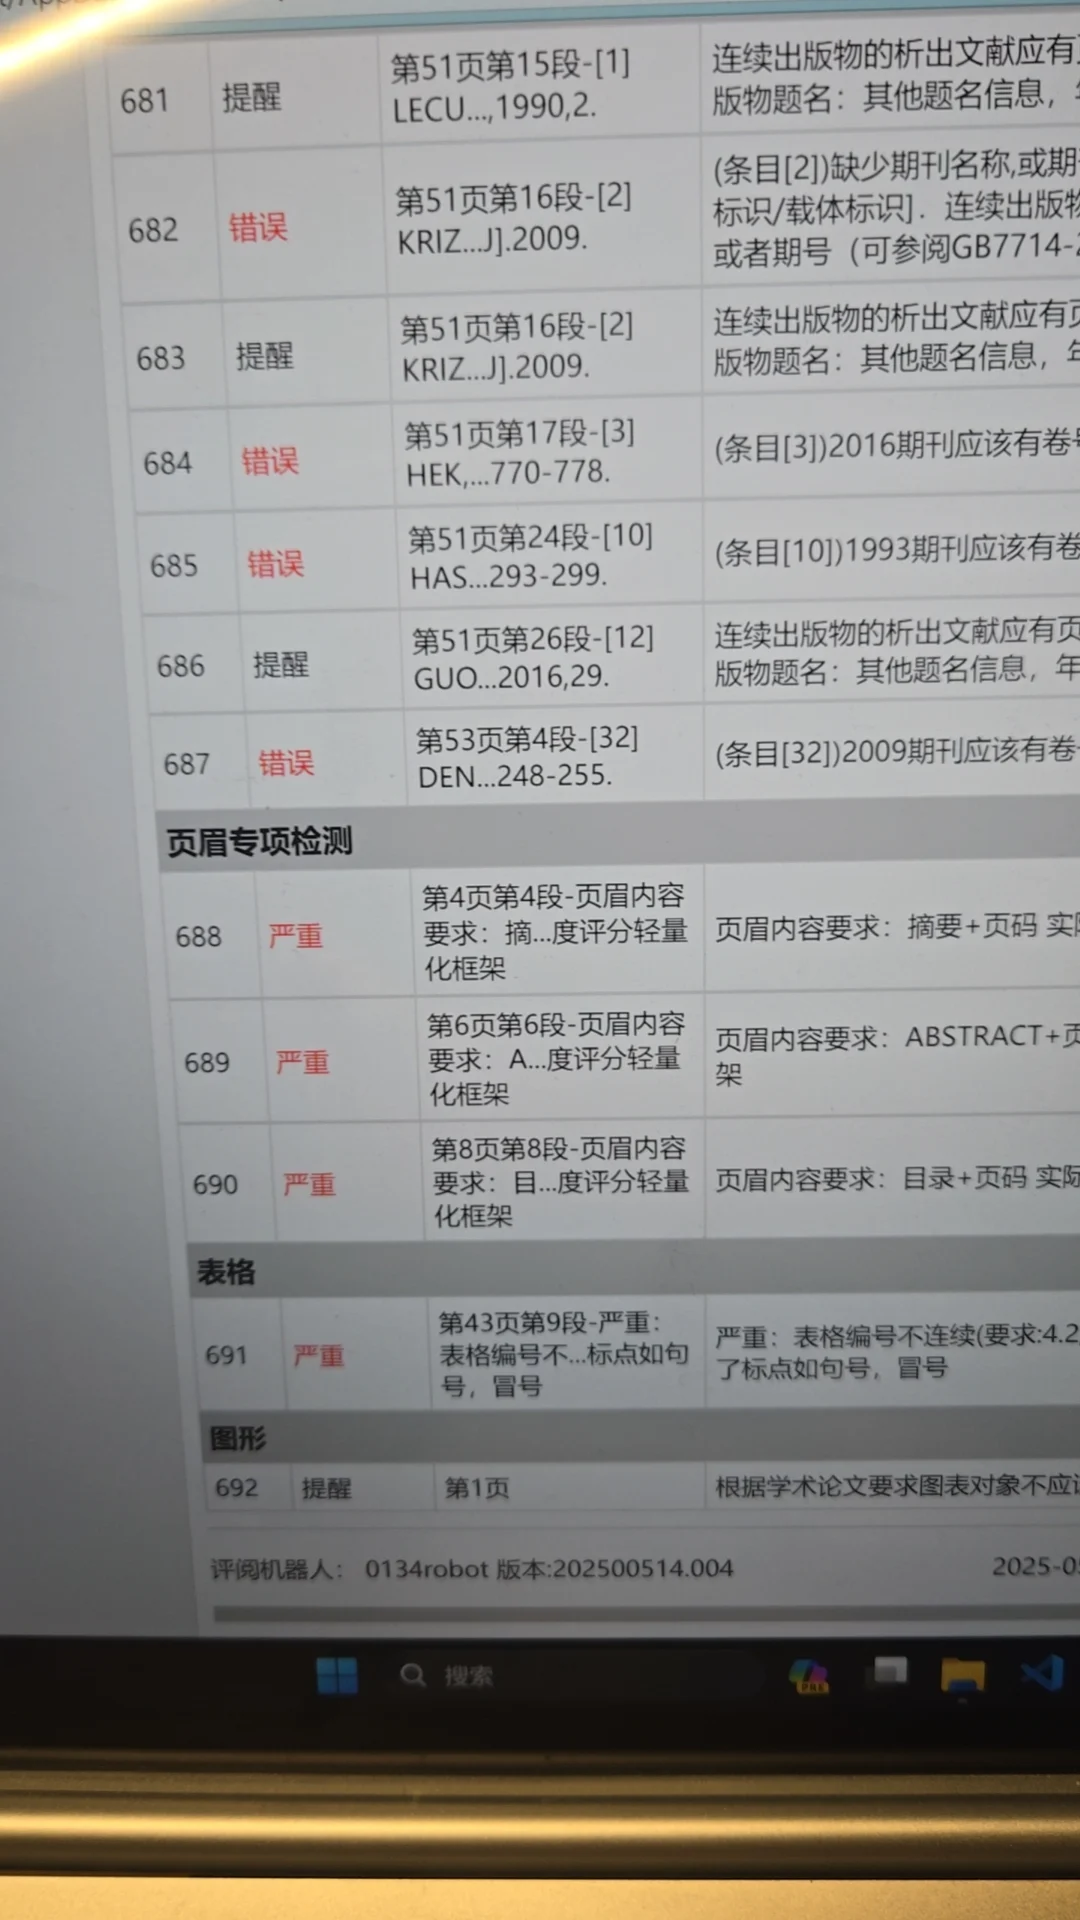 681 提醒 第51页第15段-[1]
LECU...,1990,2.
连续出版物的析出文献应有
版物题名：其他题名信息，
682 错误 第51页第16段-[2]
KRIZ...J].2009.
(条目[2])缺少期刊名称,或期
标识/载体标识]．连续出版物
或者期号（可参阅GB7714-
683 提醒 第51页第16段-[2]
KRIZ...J].2009.
连续出版物的析出文献应有页
版物题名：其他题名信息，年
684 错误 第51页第17段-[3]
HEK,...770-778.
(条目[3])2016期刊应该有卷
685 错误 第51页第24段-[10]
HAS...293-299.
(条目[10])1993期刊应该有卷
686 提醒 第51页第26段-[12]
GUO...2016,29.
连续出版物的析出文献应有页
版物题名：其他题名信息，年
687 错误 第53页第4段-[32]
DEN...248-255.
(条目[32])2009期刊应该有卷
页眉专项检测
688 严重 第4页第4段-页眉内容
要求：摘...度评分轻量
化框架
页眉内容要求：摘要+页码 实际
689 严重 第6页第6段-页眉内容
要求：A...度评分轻量
化框架
页眉内容要求：ABSTRACT+页
架
690 严重 第8页第8段-页眉内容
要求：目...度评分轻量
化框架
页眉内容要求：目录+页码 实际
表格
691 严重 第43页第9段-严重：
表格编号不...标点如句
号，冒号
严重：表格编号不连续(要求:4.2
了标点如句号，冒号
图形
692 提醒 第1页 根据学术论文要求图表对象不应
评阅机器人： 0134robot 版本:202500514.004 2025-0
搜索